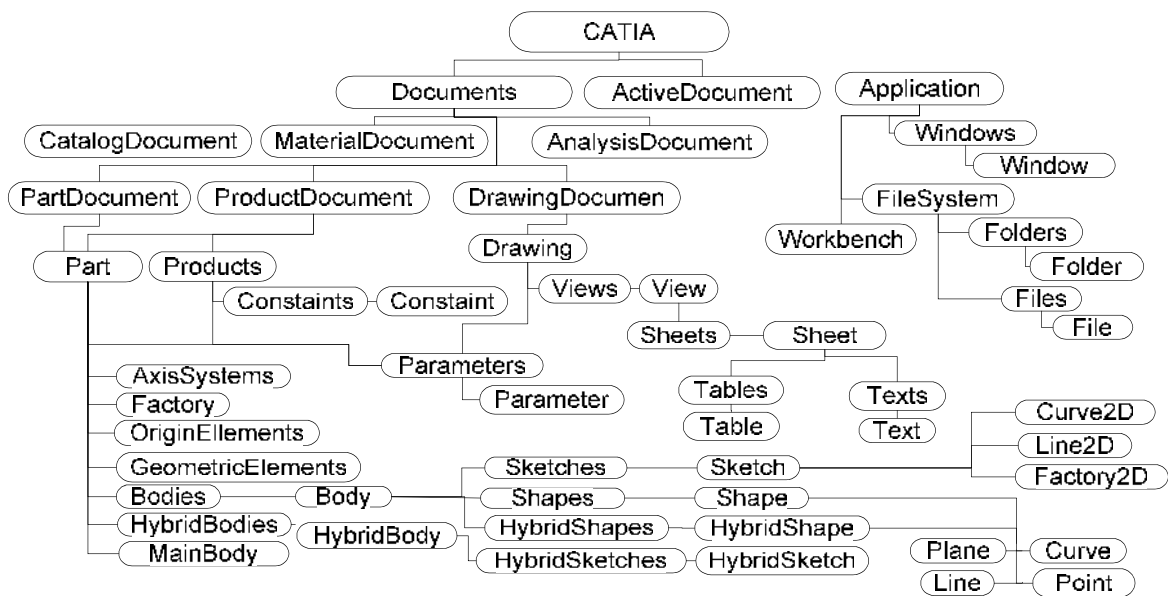 CATIA
Documents
ActiveDocument
Application
CatalogDocument
MaterialDocument
AnalysisDocument
Windows
Window
PartDocument
ProductDocument
DrawingDocumen
FileSystem
Workbench
Folders
Folder
Part
Products
Drawing
Constaints
Constaint
Views
View
Files
File
Sheets
Sheet
Parameters
Parameter
AxisSystems
Factory
OriginEllements
GeometricElements
Tables
Table
Texts
Text
Curve2D
Line2D
Factory2D
Bodies
Body
Sketches
Sketch
Shapes
Shape
HybridBodies
HybridBody
HybridShapes
HybridShape
MainBody
HybridSketches
HybridSketch
Plane
Curve
Line
Point